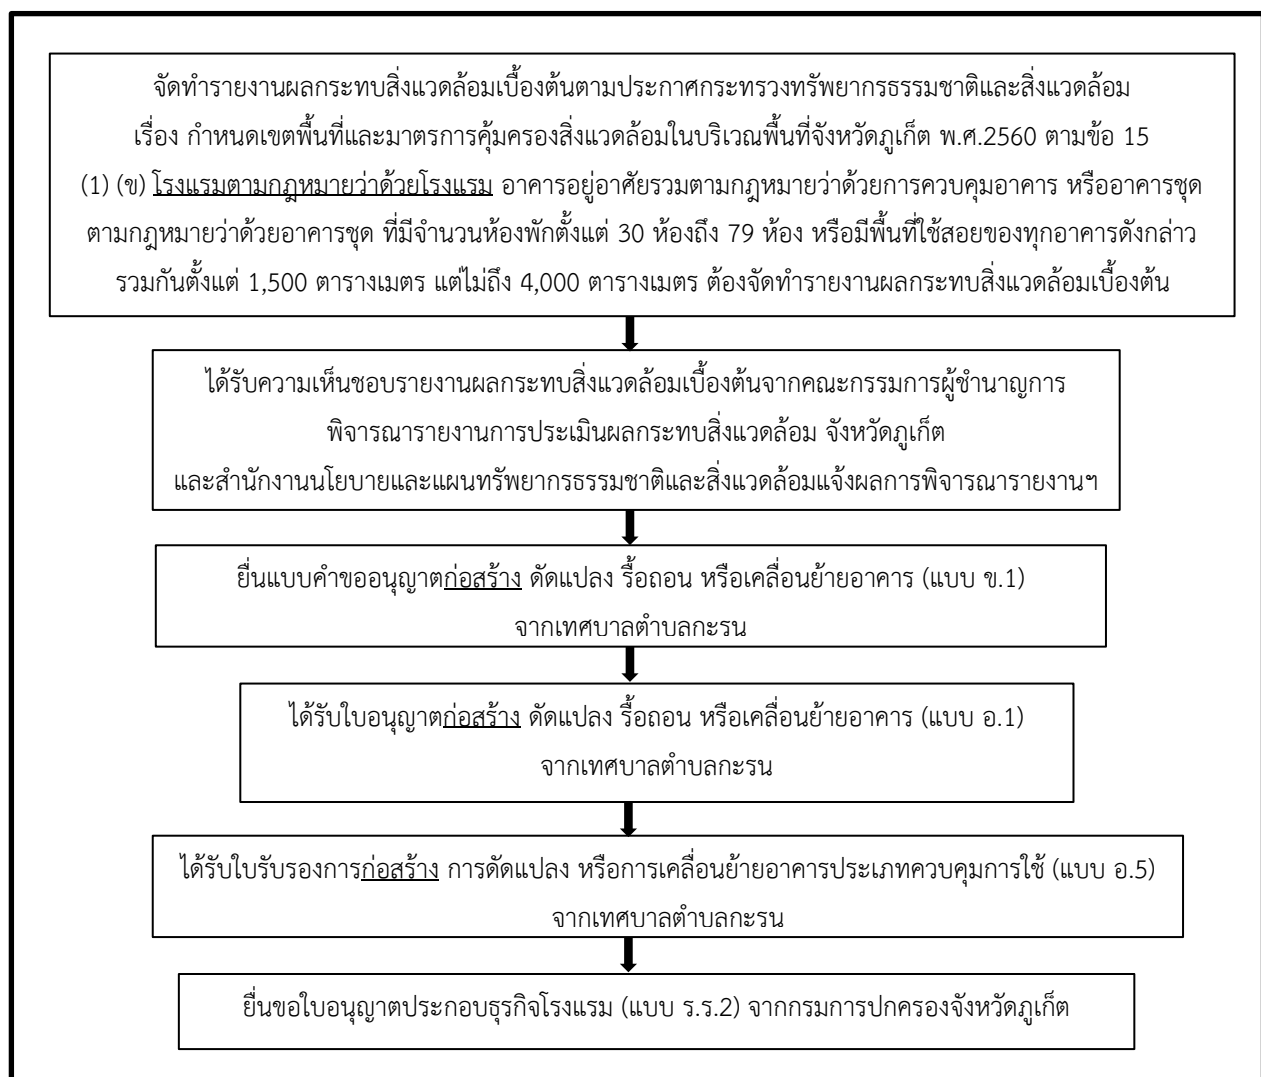 จัดทำรายงานผลกระทบสิ่งแวดล้อมเบื้องต้นตามประกาศกระทรวงทรัพยากรธรรมชาติและสิ่งแวดล้อม
เรื่อง กำหนดเขตพื้นที่และมาตรการคุ้มครองสิ่งแวดล้อมในบริเวณพื้นที่จังหวัดภูเก็ต พ.ศ.2560 ตามข้อ 15
(1) (ข) โรงแรมตามกฎหมายว่าด้วยโรงแรม อาคารอยู่อาศัยรวมตามกฎหมายว่าด้วยการควบคุมอาคาร หรืออาคารชุด
ตามกฎหมายว่าด้วยอาคารชุด ที่มีจำนวนห้องพักตั้งแต่ 30 ห้องถึง 79 ห้อง หรือมีพื้นที่ใช้สอยของทุกอาคารดังกล่าว
รวมกันตั้งแต่ 1,500 ตารางเมตร แต่ไม่ถึง 4,000 ตารางเมตร ต้องจัดทำรายงานผลกระทบสิ่งแวดล้อมเบื้องต้น
ได้รับความเห็นชอบรายงานผลกระทบสิ่งแวดล้อมเบื้องต้นจากคณะกรรมการผู้ชำนาญการ
พิจารณารายงานการประเมินผลกระทบสิ่งแวดล้อม จังหวัดภูเก็ต
และสำนักงานนโยบายและแผนทรัพยากรธรรมชาติและสิ่งแวดล้อมแจ้งผลการพิจารณารายงานฯ
ยื่นแบบคำขออนุญาตก่อสร้าง ดัดแปลง รื้อถอน หรือเคลื่อนย้ายอาคาร (แบบ ข.1)
จากเทศบาลตำบลกะรน
ได้รับใบอนุญาตก่อสร้าง ดัดแปลง รื้อถอน หรือเคลื่อนย้ายอาคาร (แบบ อ.1)
จากเทศบาลตำบลกะรน
ได้รับใบรับรองการก่อสร้าง การดัดแปลง หรือการเคลื่อนย้ายอาคารประเภทควบคุมการใช้ (แบบ อ.5)
จากเทศบาลตำบลกะรน
ยื่นขอใบอนุญาตประกอบธุรกิจโรงแรม (แบบ ร.ร.2) จากกรมการปกครองจังหวัดภูเก็ต